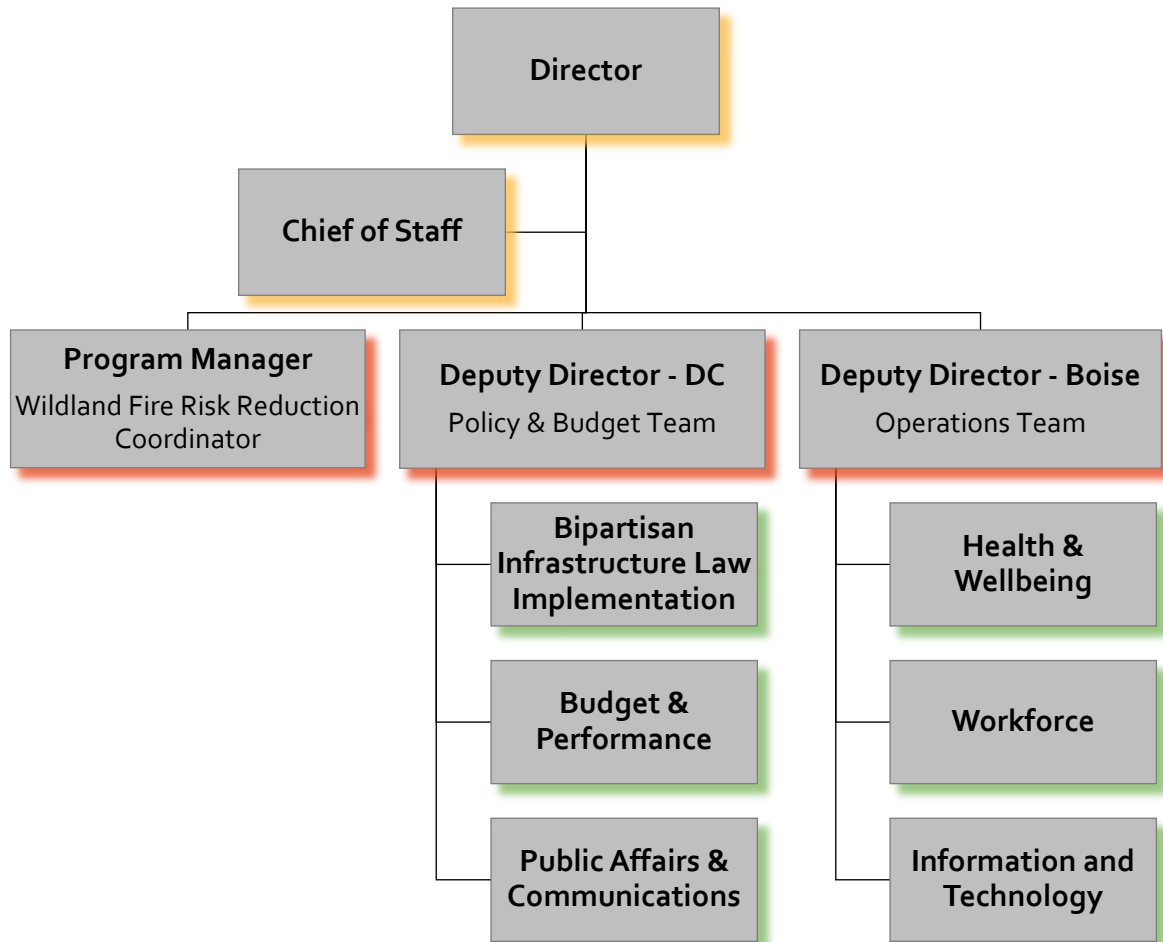 Director
Chief of Staff
Program Manager
Wildland Fire Risk Reduction
Coordinator
Deputy Director - DC
Policy & Budget Team
Deputy Director - Boise
Operations Team
Bipartisan
Infrastructure Law
Implementation
Health &
Wellbeing
Budget &
Performance
Workforce
Public Affairs &
Communications
Information and
Technology